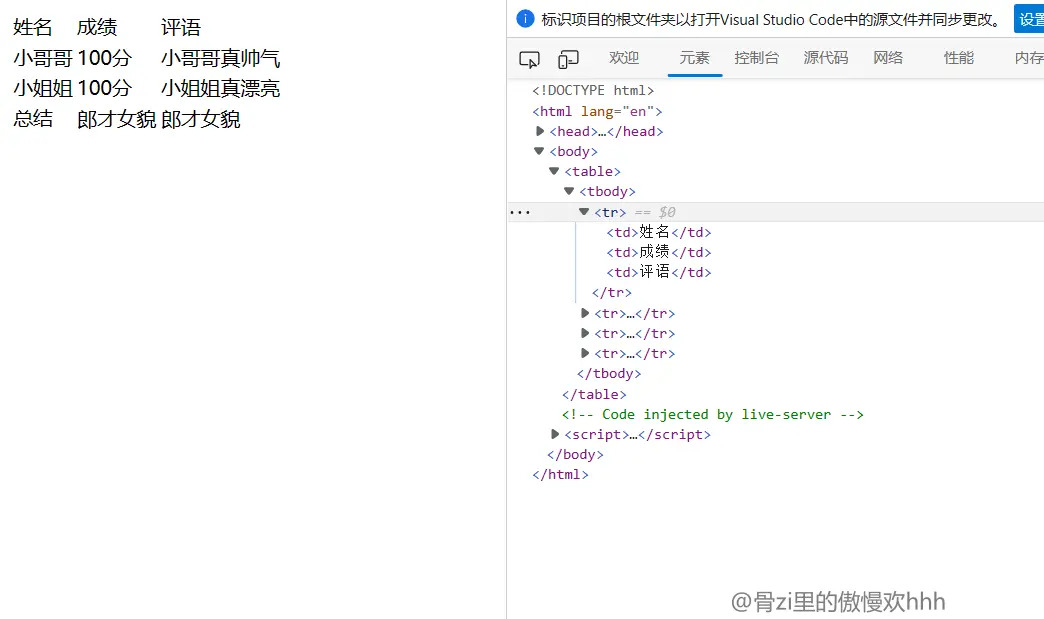 姓名 成绩 评语
小哥哥 100分 小哥哥真帅气
小姐姐 100分 小姐姐真漂亮
总结 郎才女貌 郎才女貌
标识项目的根文件夹以打开Visual Studio Code中的源文件并同步更改。 设置
欢迎 元素 控制台 源代码 网络 性能 内存
<!DOCTYPE html>
<html lang="en">
<head>…</head>
<body>
<table>
<tbody>
<tr> == $0
<td>姓名</td>
<td>成绩</td>
<td>评语</td>
</tr>
<tr>…</tr>
<tr>…</tr>
<tr>…</tr>
</tbody>
</table>
<!-- Code injected by live-server -->
<script>…</script>
</body>
</html>
@骨zi里的傲慢欢hhh